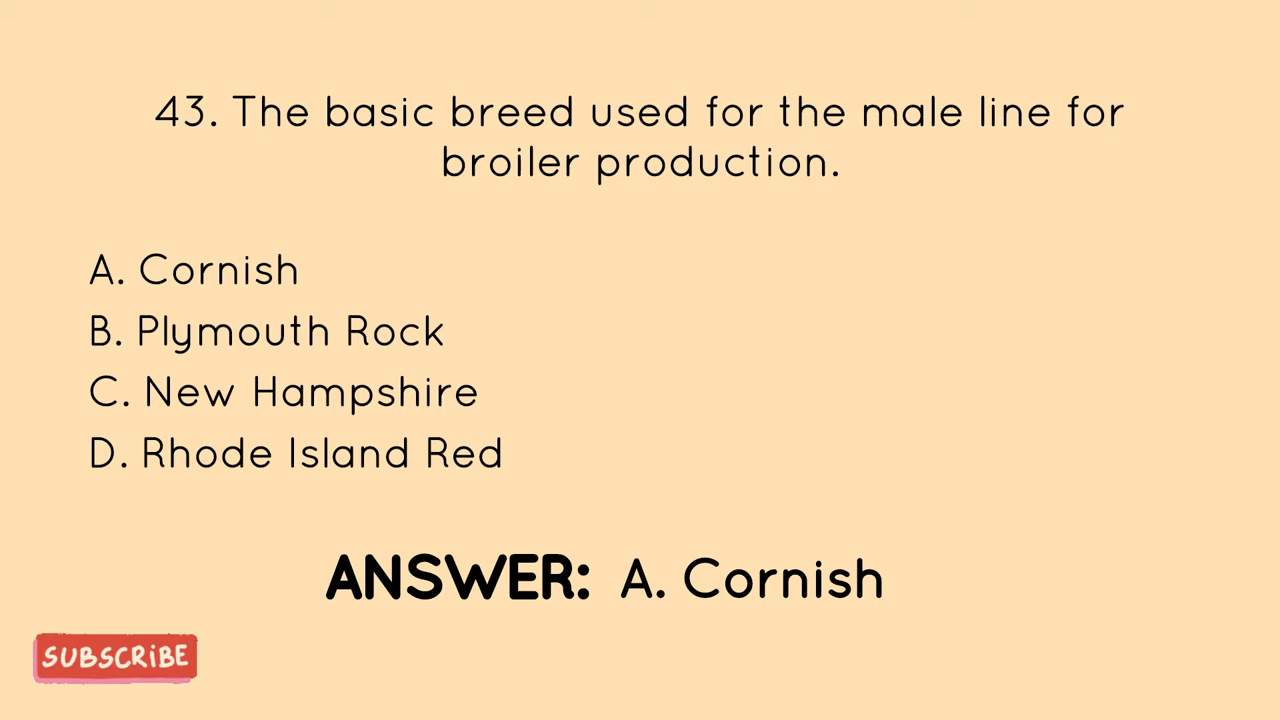 43. The basic breed used for the male line for
broiler production.
A. Cornish
B. Plymouth Rock
C. New Hampshire
D. Rhode Island Red
ANSWER: A. Cornish
SUBSCRiBE